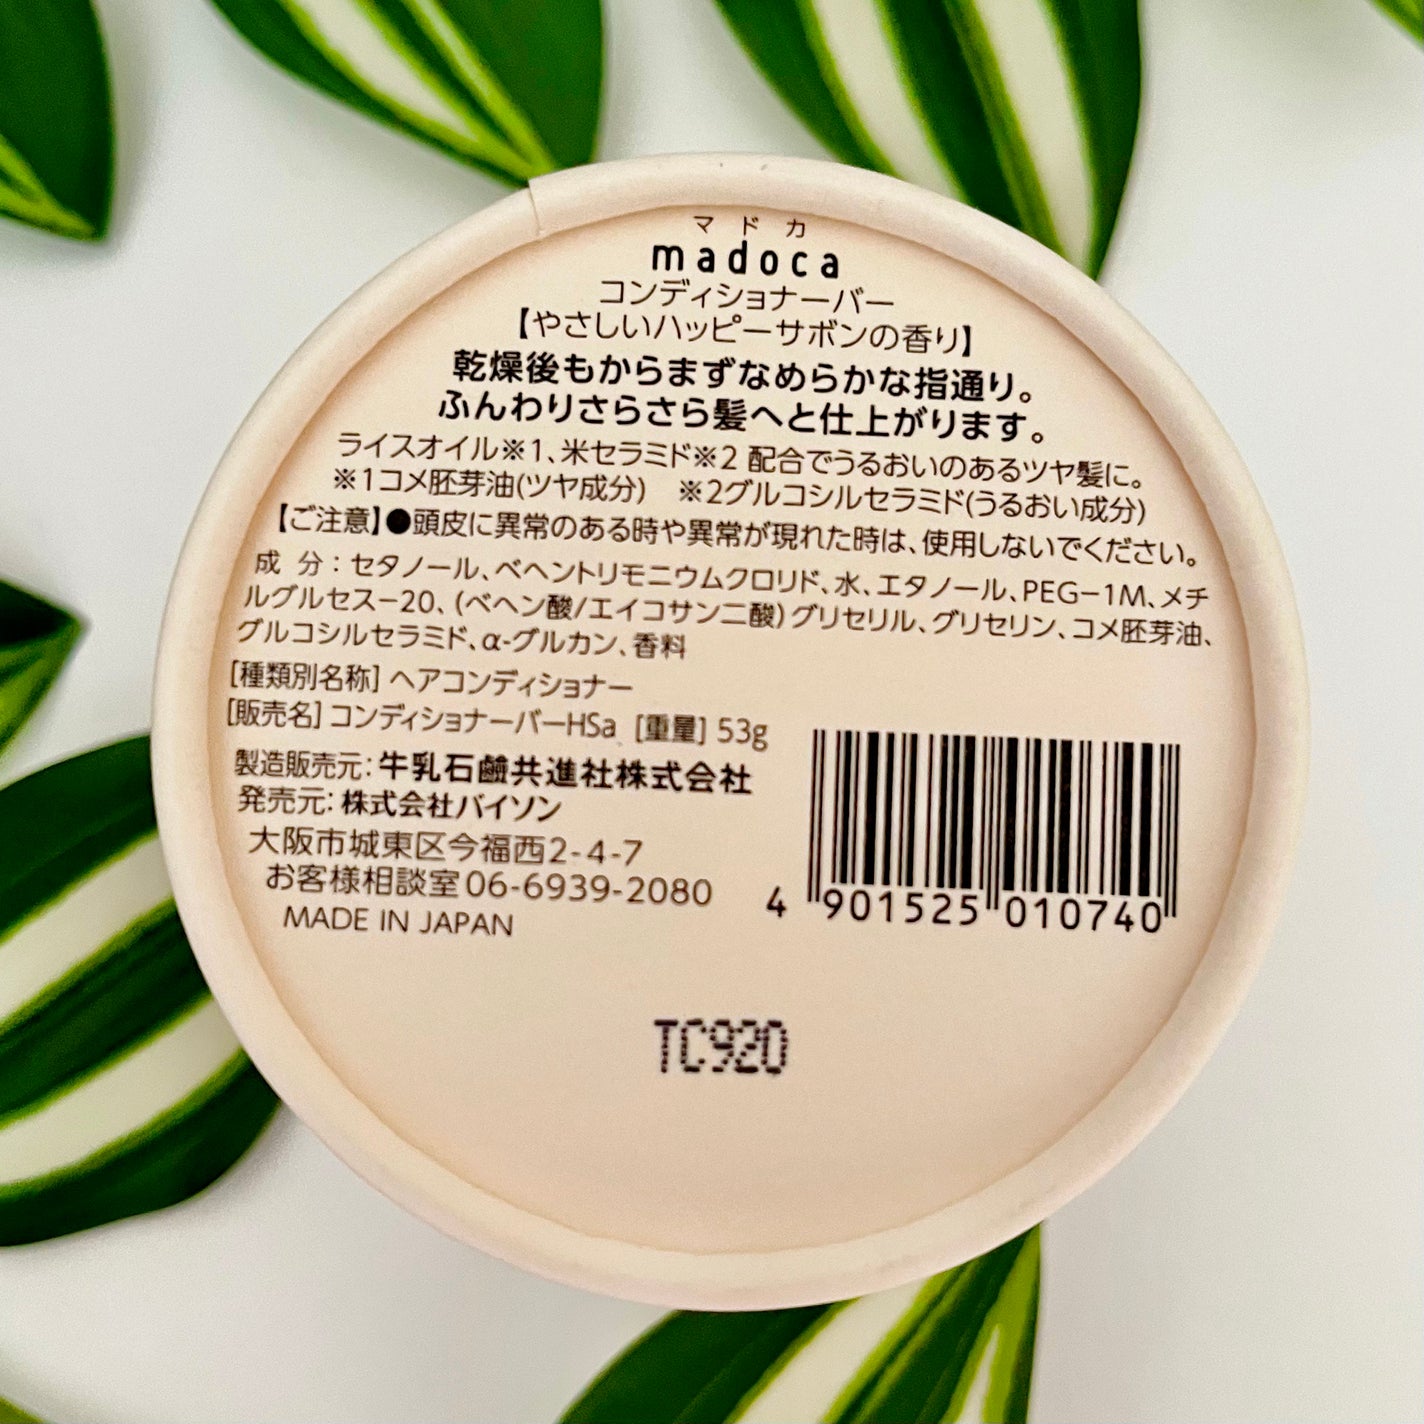 マドカ
madoca
コンディショナーバー
【やさしいハッピーサボンの香り】
乾燥後もからまずなめらかな指通り。
ふんわりさらさら髪へと仕上がります。
ライスオイル※1、米セラミド※2 配合でうるおいのあるツヤ髪に。
※1コメ胚芽油(ツヤ成分) ※2グルコシルセラミド(うるおい成分)
【ご注意】●頭皮に異常のある時や異常が現れた時は、使用しないでください。
成 分：セタノール、ベヘントリモニウムクロリド、水、エタノール、PEG−1M、メチ
ルグルセス−20、(ベヘン酸/エイコサン二酸)グリセリル、グリセリン、コメ胚芽油、
グルコシルセラミド、α-グルカン、香料
[種類別名称] ヘアコンディショナー
[販売名] コンディショナーバーHSa [重量] 53g
製造販売元：牛乳石鹼共進社株式会社
発売元：株式会社バイソン
大阪市城東区今福西2-4-7
お客様相談室 06-6939-2080
MADE IN JAPAN
4 901525 010740
TC920